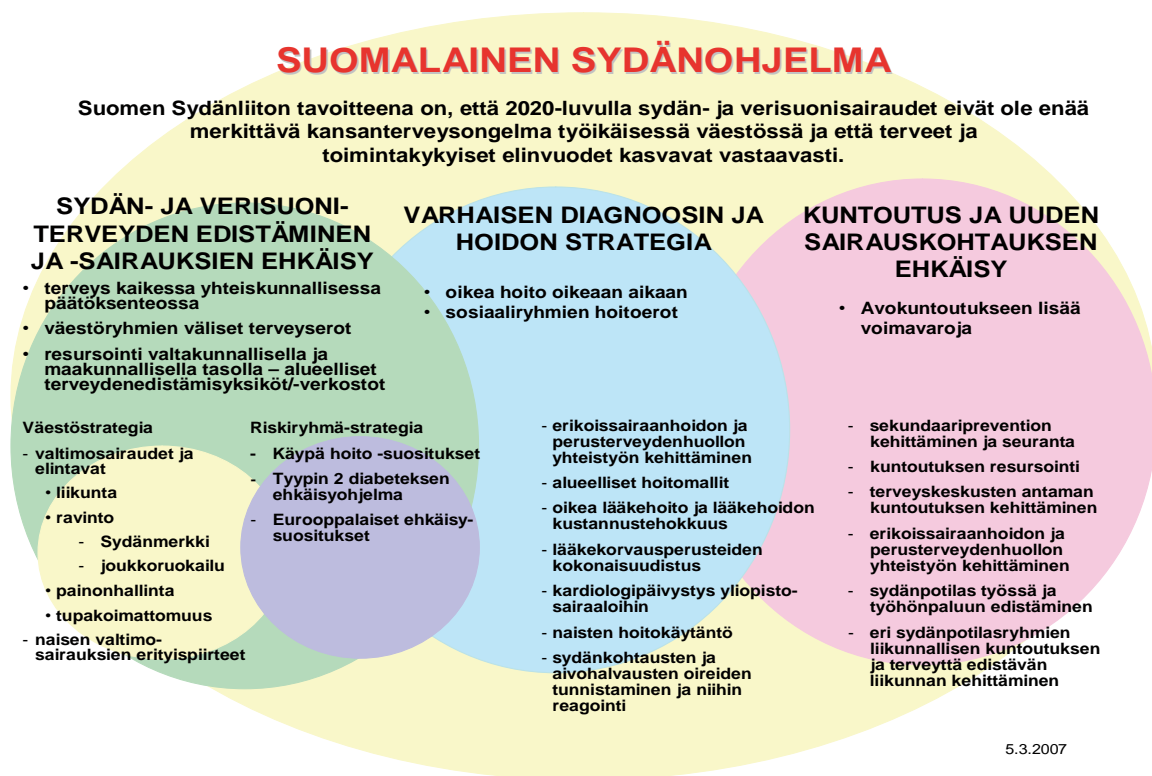 SUOMALAINEN SYDÄNOHJELMA
Suomen Sydänliiton tavoitteena on, että 2020-luvulla sydän- ja verisuonisairaudet eivät ole enää
merkittävä kansanterveysongelma työikäisessä väestössä ja että terveet ja
toimintakykyiset elinvuodet kasvavat vastaavasti.
SYDÄN- JA VERISUONI-
TERVEYDEN EDISTÄMINEN
JA -SAIRAUKSIEN EHKÄISY
• terveys kaikessa yhteiskunnallisessa
päätöksenteossa
• väestöryhmien väliset terveyserot
• resursointi valtakunnallisella ja
maakunnallisella tasolla – alueelliset
terveydenedistämisyksiköt/-verkostot
Väestöstrategia
- valtimosairaudet ja
elintavat
• liikunta
• ravinto
- Sydänmerkki
- joukkoruokailu
• painonhallinta
• tupakoimattomuus
- naisen valtimo-
sairauksien erityispiirteet
Riskiryhmä-strategia
- Käypä hoito -suositukset
- Tyypin 2 diabeteksen
ehkäisyohjelma
- Eurooppalaiset ehkäisy-
suositukset
VARHAISEN DIAGNOOSIN JA
HOIDON STRATEGIA
• oikea hoito oikeaan aikaan
• sosiaaliryhmien hoitoerot
- erikoissairaanhoidon ja
perusterveydenhuollon
yhteistyön kehittäminen
- alueelliset hoitomallit
- oikea lääkehoito ja lääkehoidon
kustannustehokkuus
- lääkekorvausperusteiden
kokonaisuudistus
- kardiologipäivystys yliopisto-
sairaaloihin
- naisten hoitokäytäntö
- sydänkohtausten ja
aivohalvausten oireiden
tunnistaminen ja niihin
reagointi
KUNTOUTUS JA UUDEN
SAIRAUSKOHTAUKSEN
EHKÄISY
• Avokuntoutukseen lisää
voimavaroja
- sekundaariprevention
kehittäminen ja seuranta
- kuntoutuksen resursointi
- terveyskeskusten antaman
kuntoutuksen kehittäminen
- erikoissairaanhoidon ja
perusterveydenhuollon
yhteistyön kehittäminen
- sydänpotilas työssä ja
työhönpaluun edistäminen
- eri sydänpotilasryhmien
liikunnallisen kuntoutuksen
ja terveyttä edistävän
liikunnan kehittäminen
5.3.2007